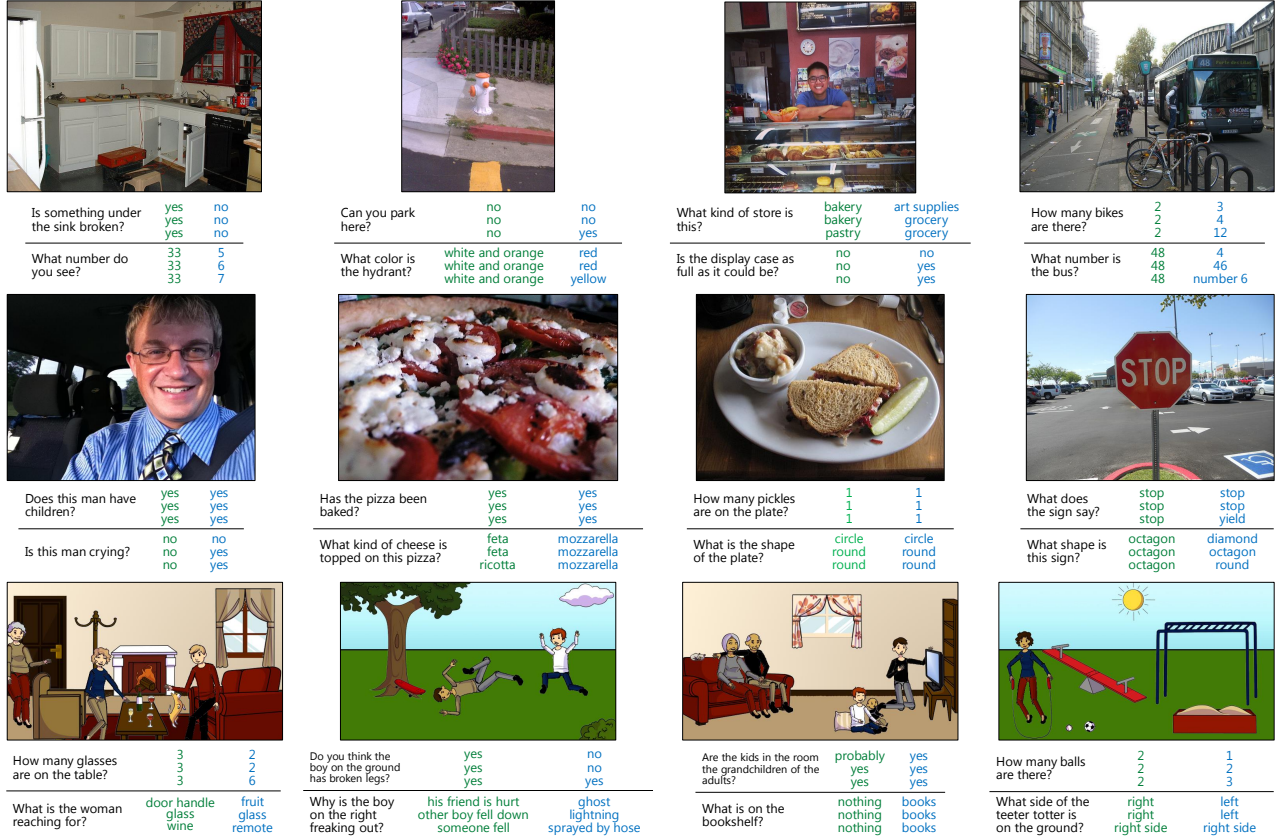 48
Is something under yes no
the sink broken? yes no
yes no
What number do 33 5
you see? 33 6
33 7
Can you park no no
here? no no
no yes
What color is white and orange red
the hydrant? white and orange red
white and orange yellow
What kind of store is bakery art supplies
this? bakery grocery
pastry grocery
Is the display case as no no
full as it could be? no yes
no yes
How many bikes 2 3
are there? 2 4
2 12
What number is 48 4
the bus? 48 46
48 number 6
STOP
Does this man have yes yes
children? yes yes
yes yes
Is this man crying? no no
no yes
no yes
Has the pizza been yes yes
baked? yes yes
yes yes
What kind of cheese is feta mozzarella
topped on this pizza? feta mozzarella
ricotta mozzarella
How many pickles 1 1
are on the plate? 1 1
1 1
What is the shape circle circle
of the plate? round round
round round
What does stop stop
the sign say? stop stop
stop yield
What shape is octagon diamond
this sign? octagon octagon
octagon round
How many glasses 3 2
are on the table? 3 2
3 6
What is the woman door handle fruit
reaching for? glass glass
wine remote
Do you think the yes no
boy on the ground yes no
has broken legs? yes yes
Why is the boy his friend is hurt ghost
on the right other boy fell down lightning
freaking out? someone fell sprayed by hose
Are the kids in the room probably yes
the grandchildren of the yes yes
adults? yes yes
What is on the nothing books
bookshelf? nothing books
nothing books
How many balls 2 1
are there? 2 2
2 3
What side of the right left
teeter totter is right left
on the ground? right side right side